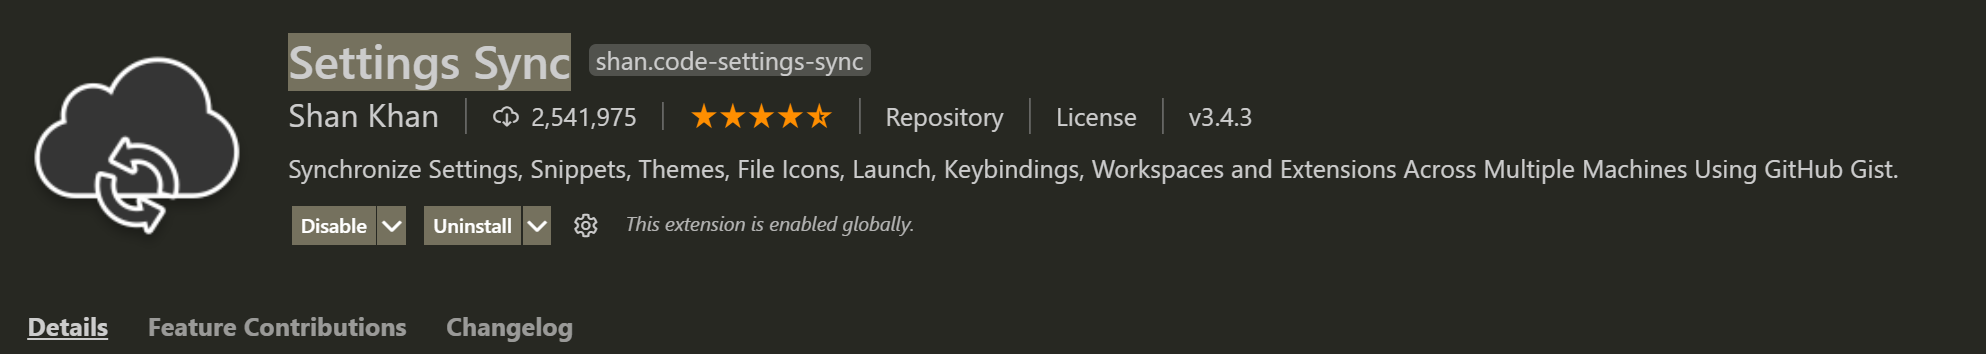 Settings Sync shan.code-settings-sync
Shan Khan 2,541,975 Repository License v3.4.3
Synchronize Settings, Snippets, Themes, File Icons, Launch, Keybindings, Workspaces and Extensions Across Multiple Machines Using GitHub Gist.
Disable Uninstall This extension is enabled globally.
Details Feature Contributions Changelog